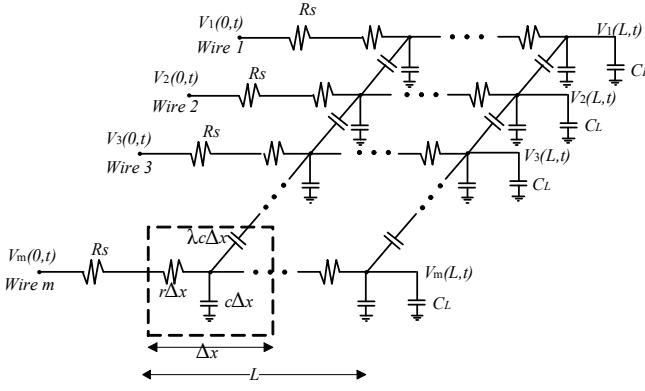 V1(0,t) Rs V1(L,t)
Wire 1
CL
V2(0,t) Rs V2(L,t)
Wire 2
CL
V3(0,t) Rs V3(L,t)
Wire 3
CL
λcΔx
Vm(0,t) Rs Vm(L,t)
Wire m
rΔx cΔx CL
Δx
L